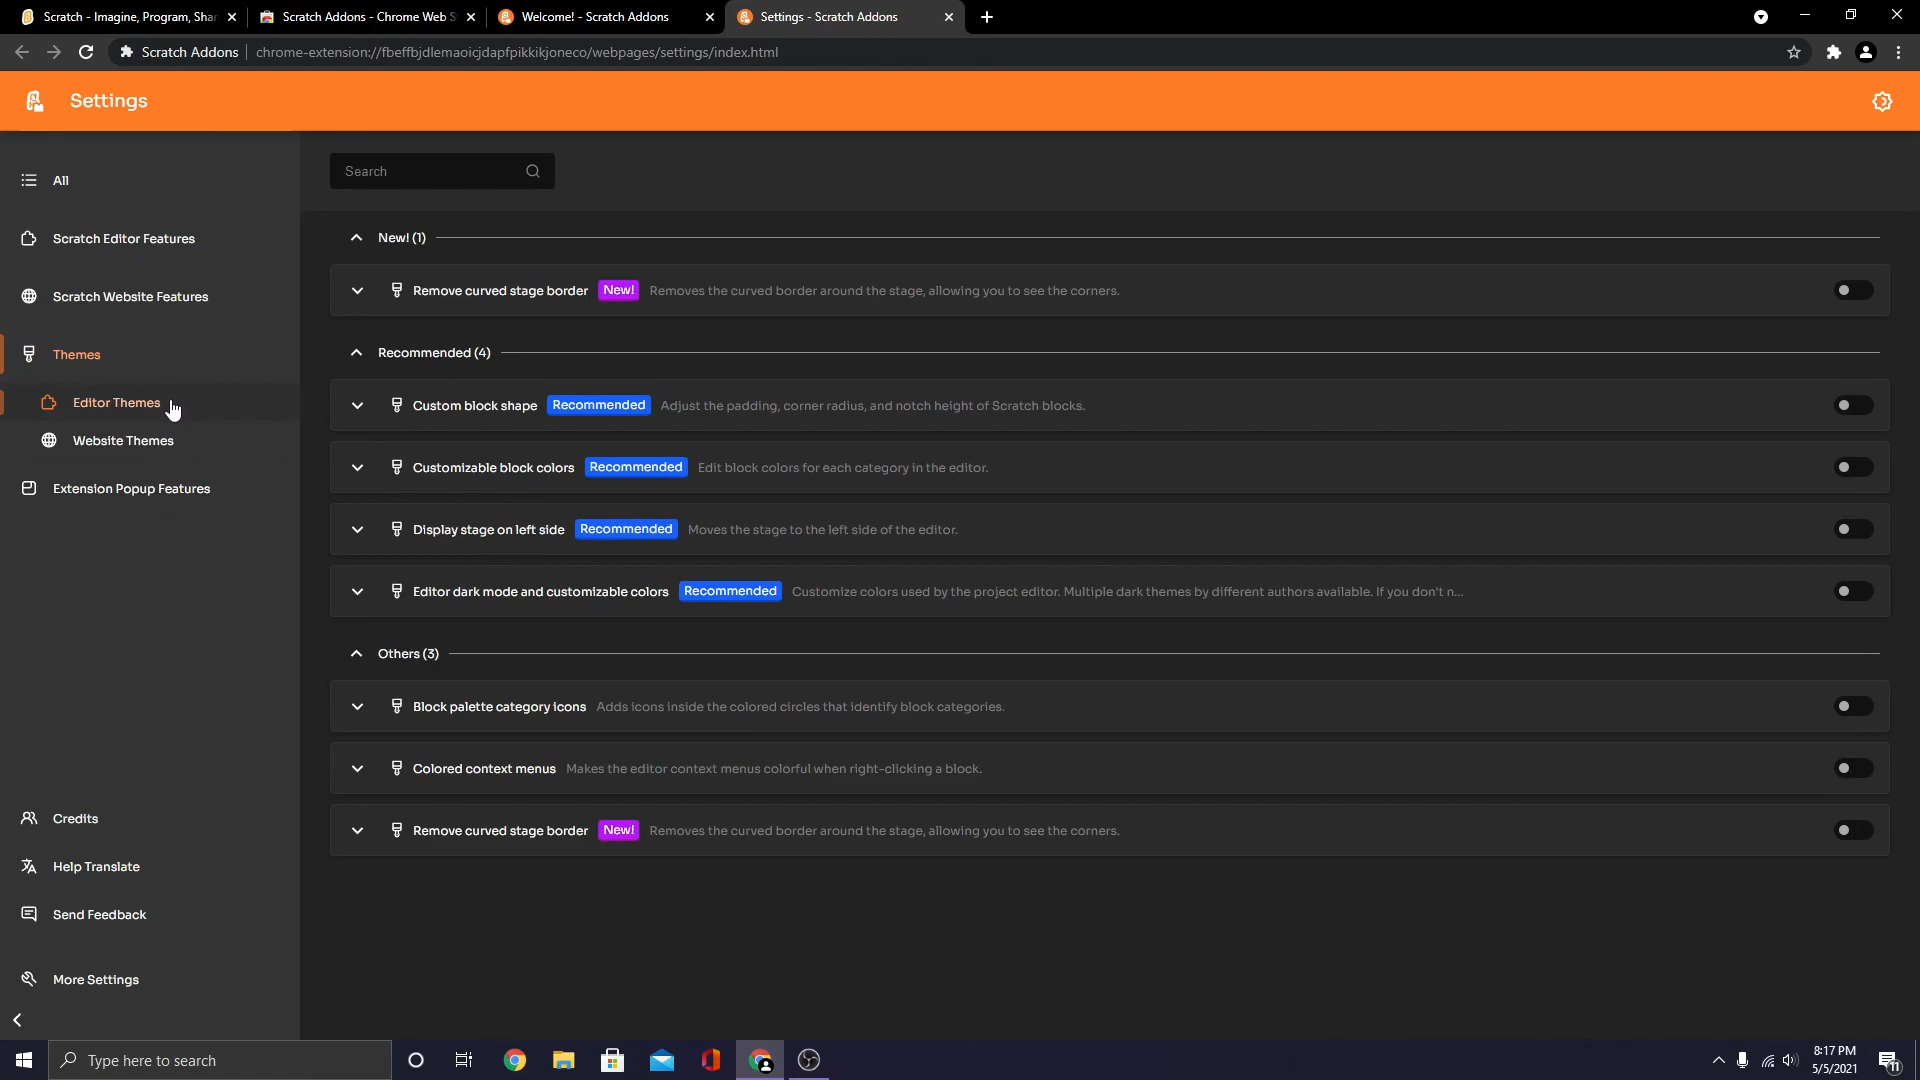 Scratch - Imagine, Program, Shar
Scratch Addons - Chrome Web S
Welcome! - Scratch Addons
Settings - Scratch Addons
Scratch Addons
chrome-extension://fbeffbjdlemaoicjdapfpikkikjoneco/webpages/settings/index.html
Settings
All
Scratch Editor Features
Scratch Website Features
Themes
Editor Themes
Website Themes
Extension Popup Features
Credits
Help Translate
Send Feedback
More Settings
Search
New! (1)
Remove curved stage border New! Removes the curved border around the stage, allowing you to see the corners.
Recommended (4)
Custom block shape Recommended Adjust the padding, corner radius, and notch height of Scratch blocks.
Customizable block colors Recommended Edit block colors for each category in the editor.
Display stage on left side Recommended Moves the stage to the left side of the editor.
Editor dark mode and customizable colors Recommended Customize colors used by the project editor. Multiple dark themes by different authors available. If you don't n...
Others (3)
Block palette category icons Adds icons inside the colored circles that identify block categories.
Colored context menus Makes the editor context menus colorful when right-clicking a block.
Remove curved stage border New! Removes the curved border around the stage, allowing you to see the corners.
Type here to search
8:17 PM
5/5/2021
11